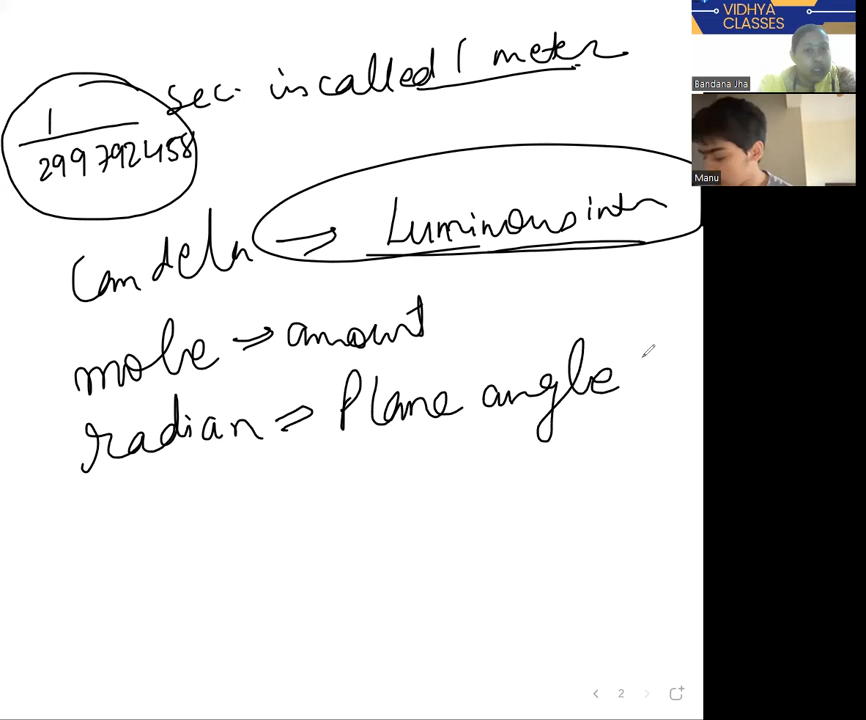 VIDHYA
CLASSES
Bandana Jha
Manu
1
299792458
Sec. is called 1 meter
Candela ⇒ Luminous inten
mole ⇒ amount
radian ⇒ Plane angle
2